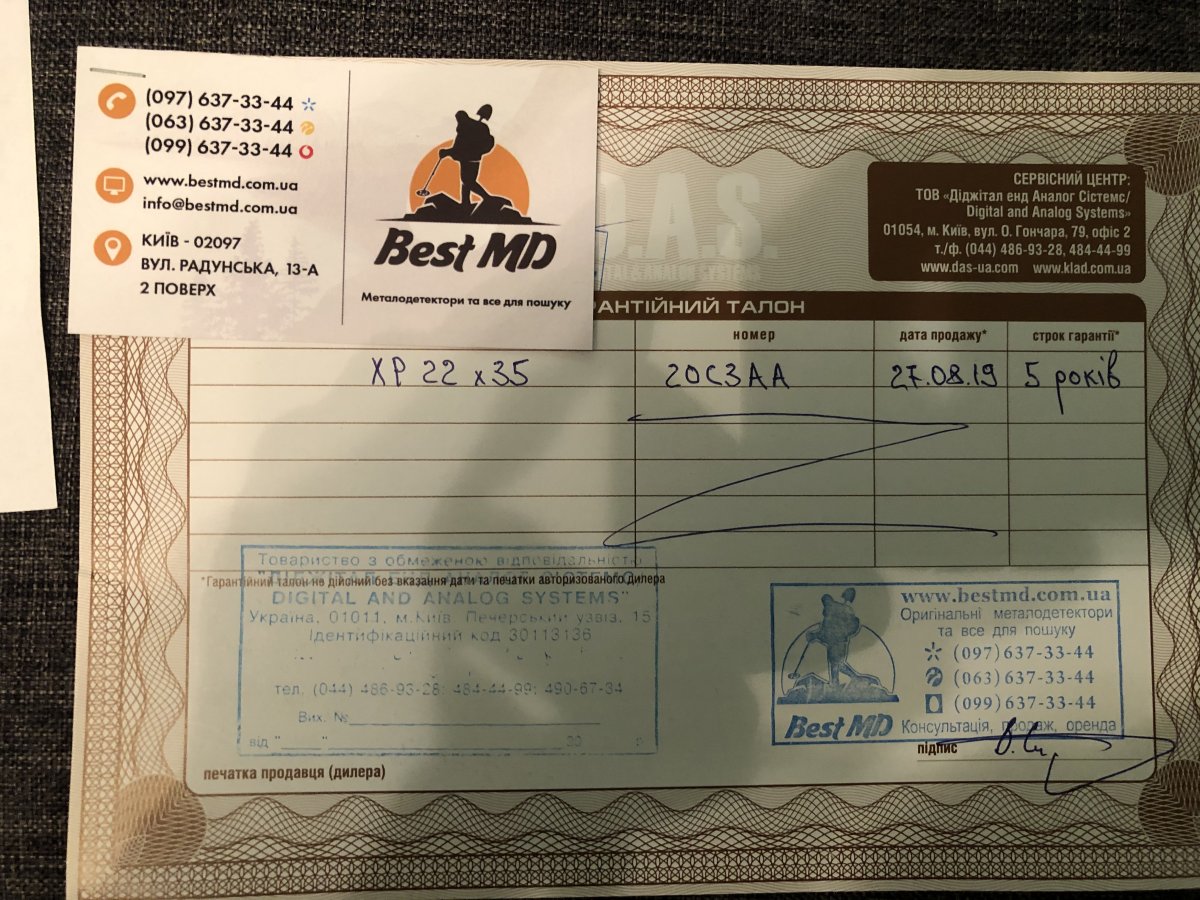 (097) 637-33-44
(063) 637-33-44
(099) 637-33-44
www.bestmd.com.ua
info@bestmd.com.ua
КИЇВ - 02097
ВУЛ. РАДУНСЬКА, 13-А
2 ПОВЕРХ
Best MD
Металодетектори та все для пошуку
D.A.S.
СЕРВІСНИЙ ЦЕНТР:
ТОВ «Діджітал енд Аналог Сістемс/
Digital and Analog Systems»
01054, м. Київ, вул. О. Гончара, 79, офіс 2
т./ф. (044) 486-93-28, 484-44-99
www.das-ua.com www.klad.com.ua
РАНТІЙНИЙ ТАЛОН
номер дата продажу* строк гарантії*
XP 22 x 35 20C3AA 27.08.19 5 років
Товариство з обмеженою відповідальністю
*Гарантійний талон не дійсний без вказання дати та печатки авторизованого дилера
DIGITAL AND ANALOG SYSTEMS"
Україна, 01011, м.Київ, Печерський узвіз, 15
Ідентифікаційний код 30113136
тел. (044) 486-93-28; 484-44-99; 490-67-34
Вих. №
від "___" 20 р
www.bestmd.com.ua
Оригінальні металодетектори
та все для пошуку
(097) 637-33-44
(063) 637-33-44
(099) 637-33-44
Best MD
Консультація, продаж, оренда
підпис
печатка продавця (дилера)